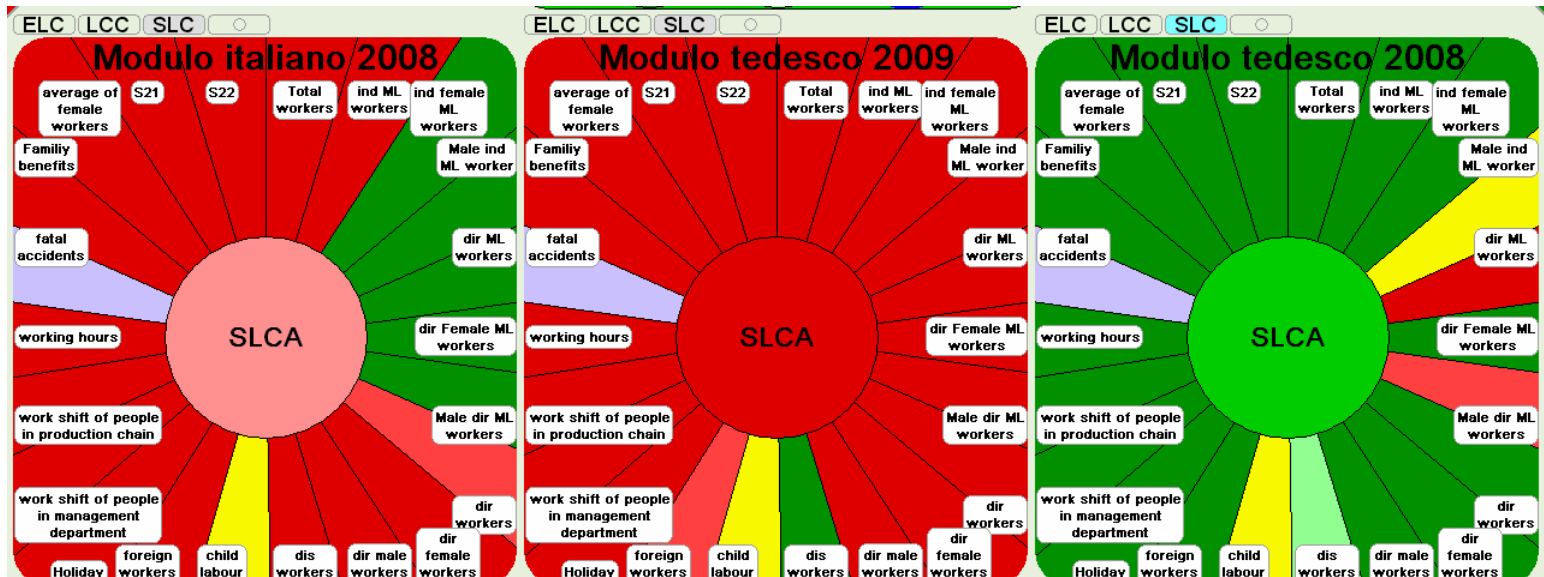 ELC LCC SLC
Modulo italiano 2008
average of
female
workers
S21
S22
Total
workers
ind ML
workers
ind female
ML
workers
Familiy
benefits
Male ind
ML worker
fatal
accidents
dir ML
workers
working hours
SLCA
dir Female ML
workers
work shift of people
in production chain
Male dir ML
workers
work shift of people
in management
department
dir
workers
Holiday
foreign
workers
child
labour
dis
workers
dir male
workers
dir
female
workers
ELC LCC SLC
Modulo tedesco 2009
average of
female
workers
S21
S22
Total
workers
ind ML
workers
ind female
ML
workers
Familiy
benefits
Male ind
ML worker
fatal
accidents
dir ML
workers
working hours
SLCA
dir Female ML
workers
work shift of people
in production chain
Male dir ML
workers
work shift of people
in management
department
dir
workers
Holiday
foreign
workers
child
labour
dis
workers
dir male
workers
dir
female
workers
ELC LCC SLC
Modulo tedesco 2008
average of
female
workers
S21
S22
Total
workers
ind ML
workers
ind female
ML
workers
Familiy
benefits
Male ind
ML worker
fatal
accidents
dir ML
workers
working hours
SLCA
dir Female ML
workers
work shift of people
in production chain
Male dir ML
workers
work shift of people
in management
department
dir
workers
Holiday
foreign
workers
child
labour
dis
workers
dir male
workers
dir
female
workers